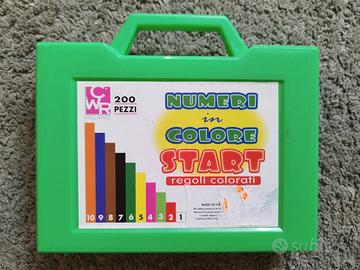 CWR
200
PEZZI
NUMERI
in
COLORE
START
regoli colorati
10 9 8 7 6 5 4 3 2 1
MADE IN
subito